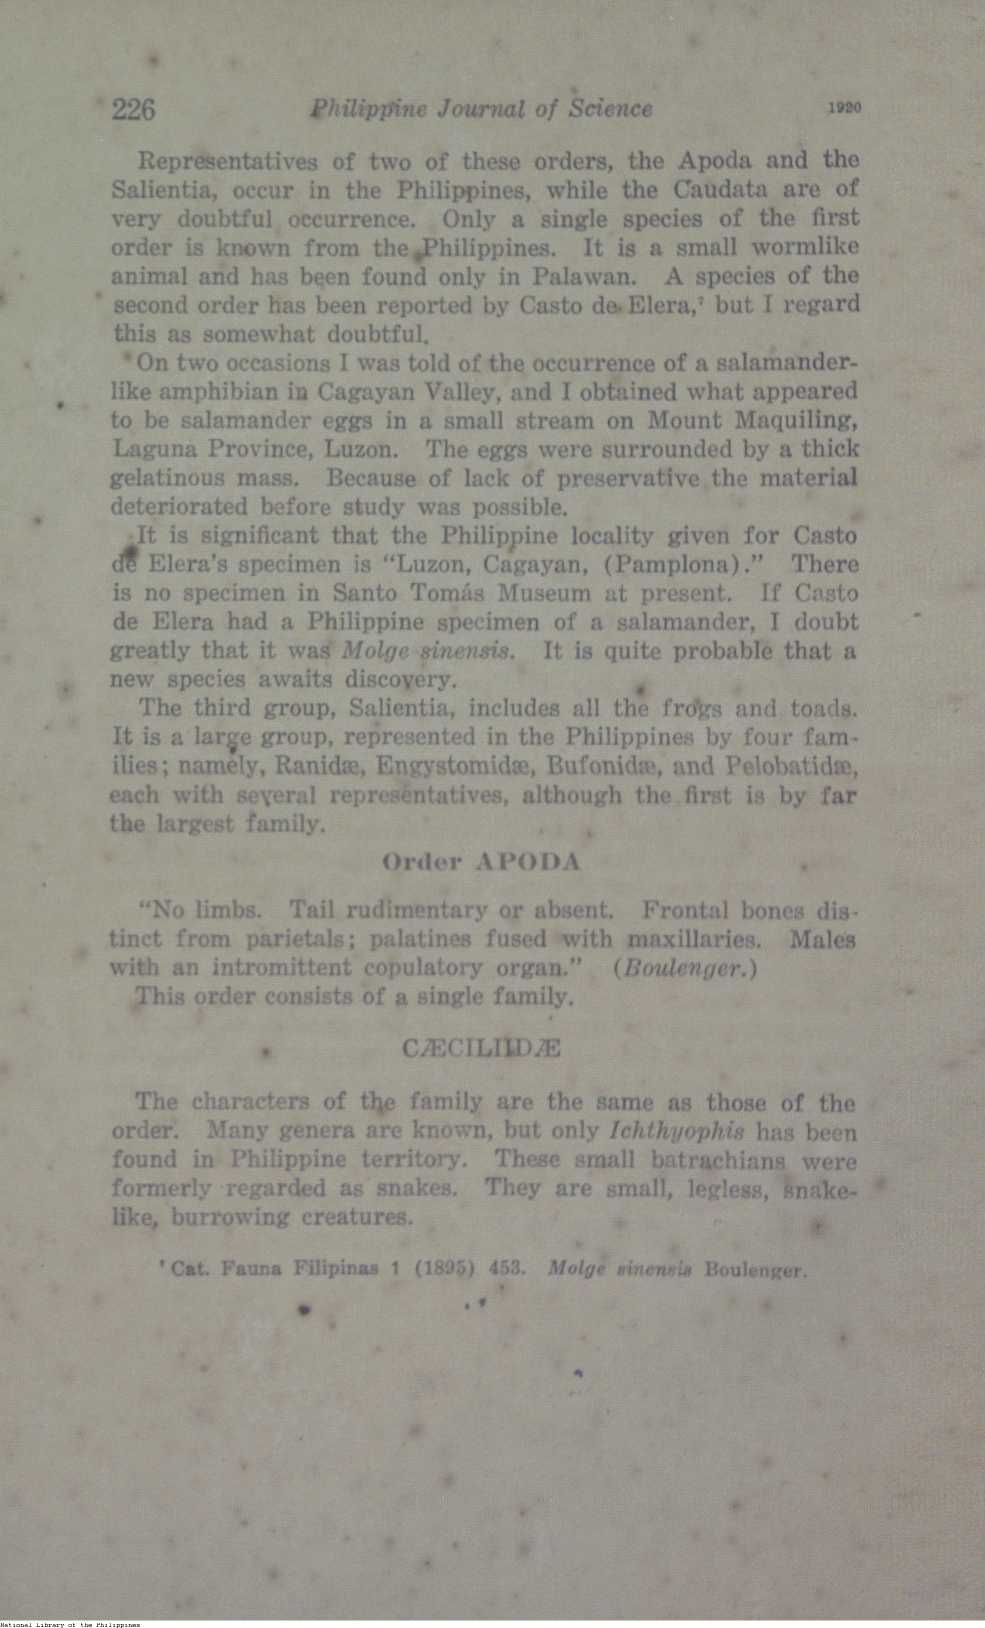 226 Philippine Journal of Science 1920
Representatives of two of these orders, the Apoda and the
Salientia, occur in the Philippines, while the Caudata are of
very doubtful occurrence. Only a single species of the first
order is known from the Philippines. It is a small wormlike
animal and has been found only in Palawan. A species of the
second order has been reported by Casto de Elera,⁷ but I regard
this as somewhat doubtful.
On two occasions I was told of the occurrence of a salamander-
like amphibian in Cagayan Valley, and I obtained what appeared
to be salamander eggs in a small stream on Mount Maquiling,
Laguna Province, Luzon. The eggs were surrounded by a thick
gelatinous mass. Because of lack of preservative the material
deteriorated before study was possible.
It is significant that the Philippine locality given for Casto
de Elera's specimen is "Luzon, Cagayan, (Pamplona)." There
is no specimen in Santo Tomás Museum at present. If Casto
de Elera had a Philippine specimen of a salamander, I doubt
greatly that it was Molge sinensis. It is quite probable that a
new species awaits discovery.
The third group, Salientia, includes all the frogs and toads.
It is a large group, represented in the Philippines by four fam-
ilies; namely, Ranidæ, Engystomidæ, Bufonidæ, and Pelobatidæ,
each with several representatives, although the first is by far
the largest family.
Order APODA
"No limbs. Tail rudimentary or absent. Frontal bones dis-
tinct from parietals; palatines fused with maxillaries. Males
with an intromittent copulatory organ." (Boulenger.)
This order consists of a single family.
CÆCILIIDÆ
The characters of the family are the same as those of the
order. Many genera are known, but only Ichthyophis has been
found in Philippine territory. These small batrachians were
formerly regarded as snakes. They are small, legless, snake-
like, burrowing creatures.
⁷ Cat. Fauna Filipinas 1 (1895) 453. Molge sinensis Boulenger.
National Library of the Philippines